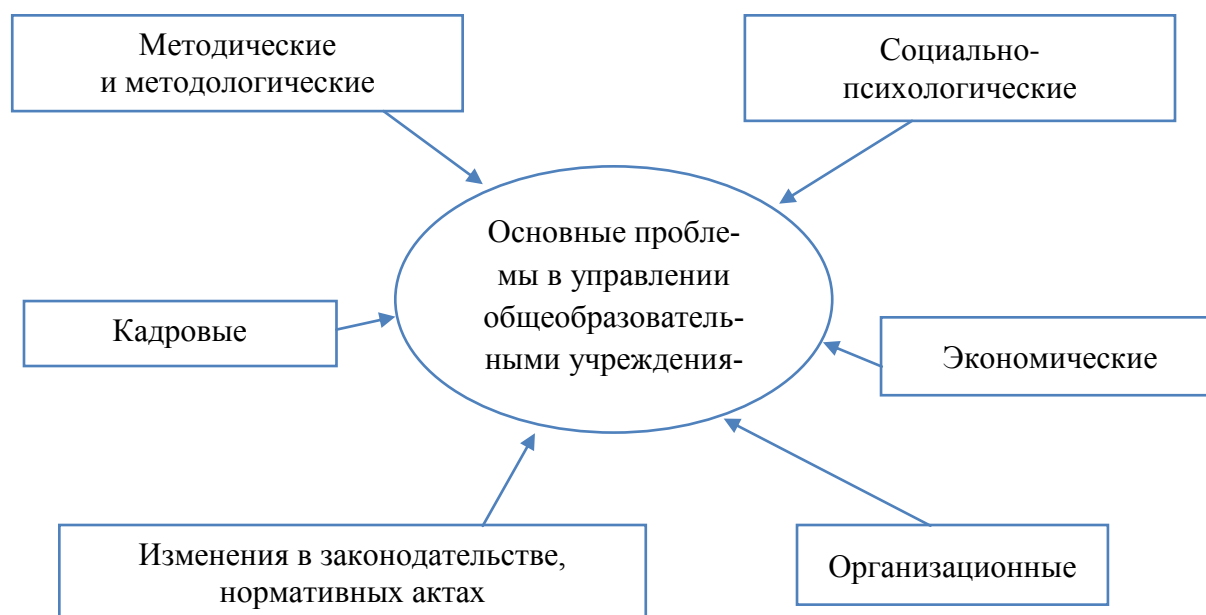 Методические
и методологические
Социально-
психологические
Основные пробле-
мы в управлении
общеобразователь-
ными учреждения-
Кадровые
Экономические
Изменения в законодательстве,
нормативных актах
Организационные